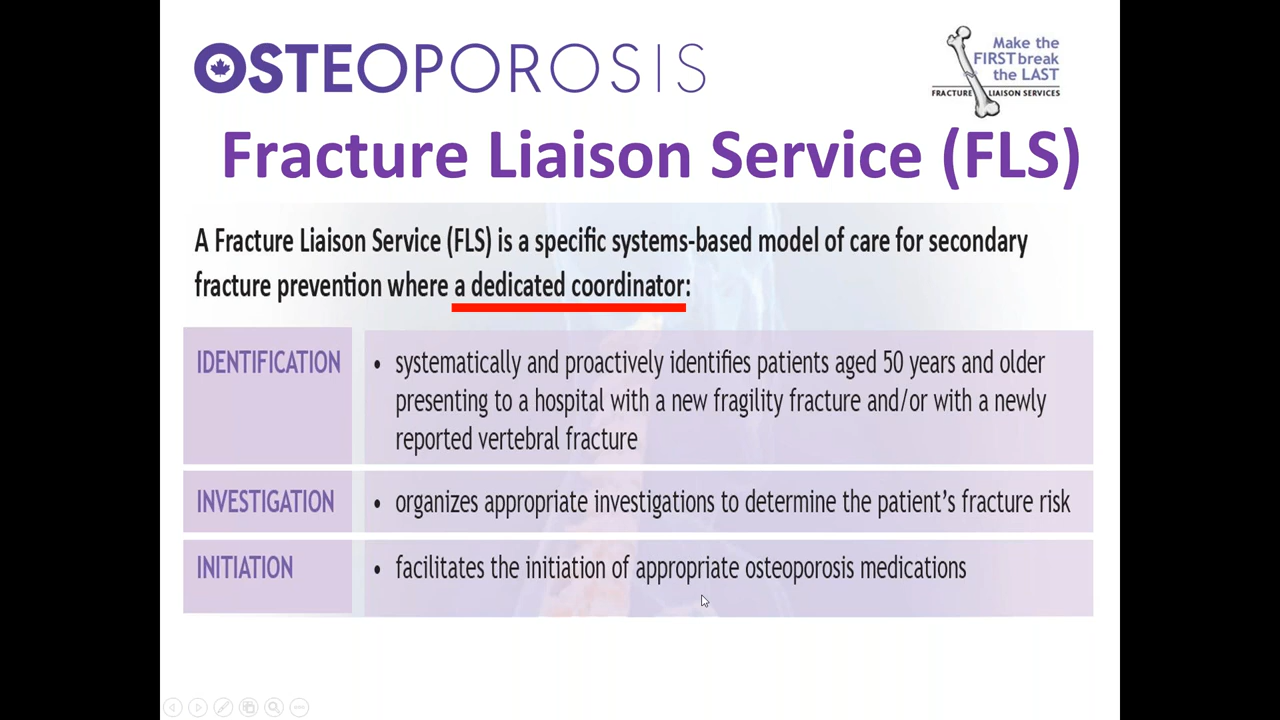 OSTEOPOROSIS
Make the
FIRST break
the LAST
FRACTURE LIAISON SERVICES
Fracture Liaison Service (FLS)
A Fracture Liaison Service (FLS) is a specific systems-based model of care for secondary
fracture prevention where a dedicated coordinator:
IDENTIFICATION
• systematically and proactively identifies patients aged 50 years and older
presenting to a hospital with a new fragility fracture and/or with a newly
reported vertebral fracture
INVESTIGATION
• organizes appropriate investigations to determine the patient’s fracture risk
INITIATION
• facilitates the initiation of appropriate osteoporosis medications